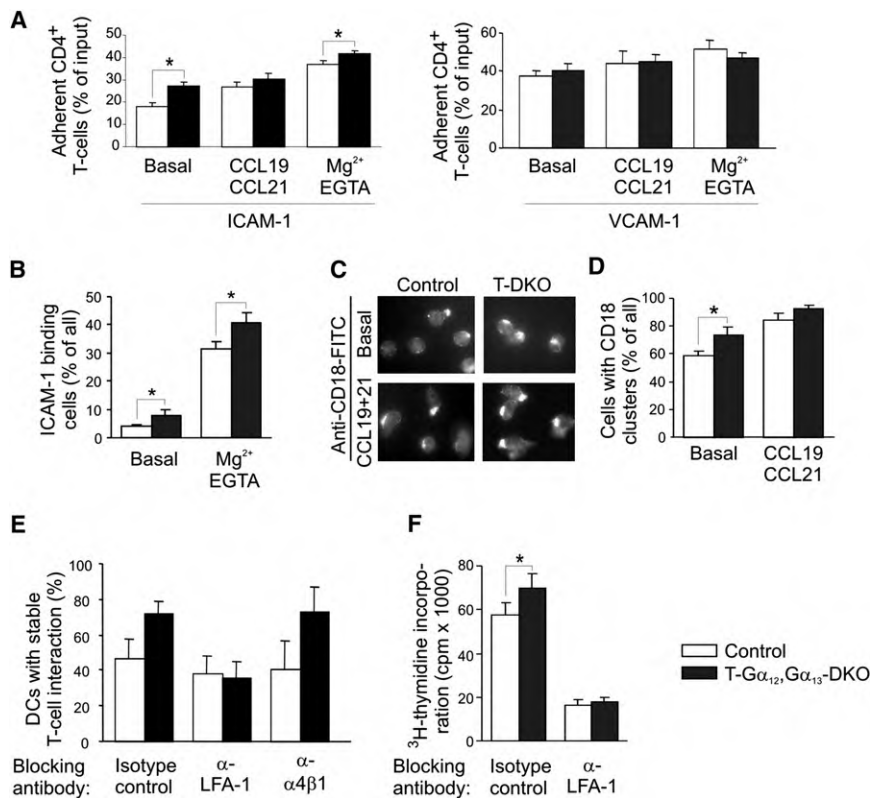 A
Adherent CD4+
T-cells (% of input)
50
40
30
20
10
0
*
*
Basal
CCL19
CCL21
Mg2+
EGTA
ICAM-1
Adherent CD4+
T-cells (% of input)
60
40
20
0
Basal
CCL19
CCL21
Mg2+
EGTA
VCAM-1
B
ICAM-1 binding
cells (% of all)
50
40
30
20
10
0
*
*
Basal
Mg2+
EGTA
C
Control
T-DKO
Anti-CD18-FITC
Basal
CCL19+21
D
Cells with CD18
clusters (% of all)
100
80
60
40
20
0
*
Basal
CCL19
CCL21
E
DCs with stable
T-cell interaction (%)
100
80
60
40
20
0
Blocking
antibody:
Isotype
control
α-
LFA-1
α-
α4β1
F
3H-thymidine incorpo-
ration (cpm x 1000)
80
60
40
20
0
*
Blocking
antibody:
Isotype
control
α-
LFA-1
Control
T-Gα12,Gα13-DKO